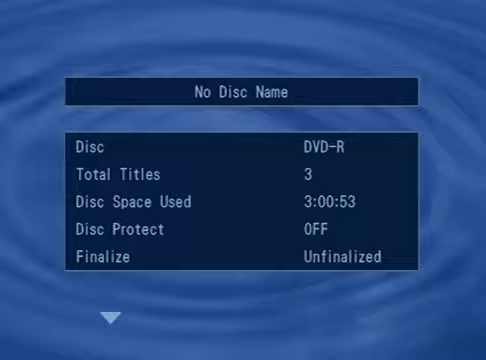 No Disc Name
Disc DVD-R
Total Titles 3
Disc Space Used 3:00:53
Disc Protect OFF
Finalize Unfinalized